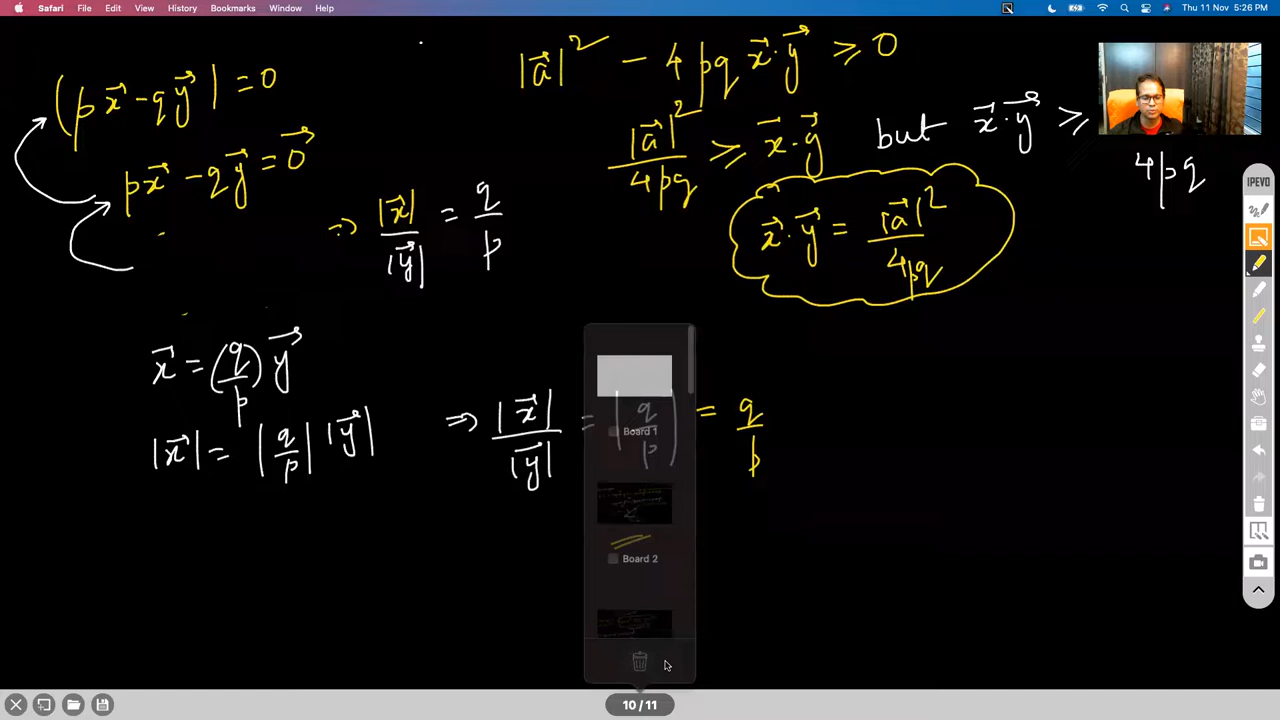 Safari File Edit View History Bookmarks Window Help Thu 11 Nov 5:26 PM
|a⃗|² − 4pq x⃗·y⃗ ≥ 0
|px⃗ − qy⃗| = 0
px⃗ − qy⃗ = 0⃗
|a⃗|²/4pq ≥ x⃗·y⃗ but x⃗·y⃗ ≥ 4pq
⇒ |x⃗|/|y⃗| = q/p
x⃗·y⃗ = |a⃗|²/4pq
x⃗ = (q/p) y⃗
|x⃗| = |q/p| |y⃗| ⇒ |x⃗|/|y⃗| = |q/p| = q/p
IPEVO
Board 1
Board 2
10/11